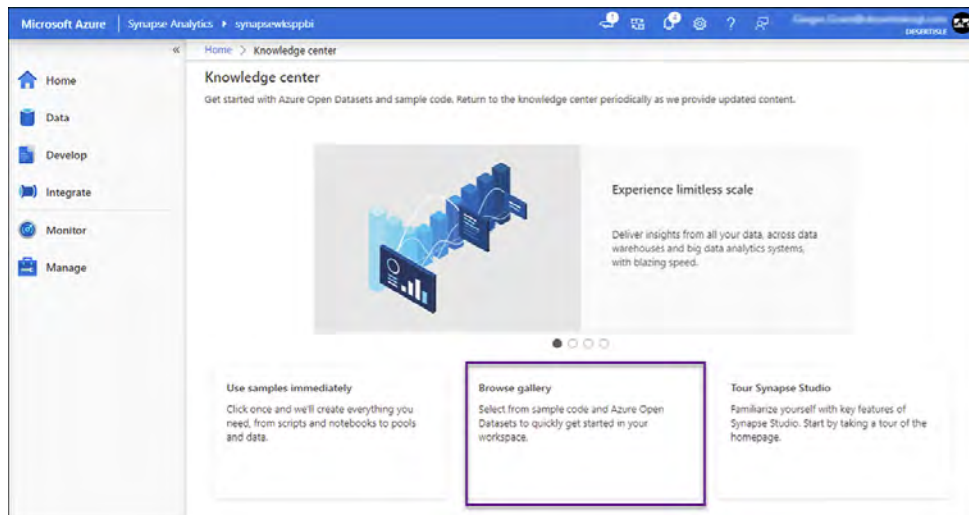 Microsoft Azure | Synapse Analytics ▸ synapsewksppbi
1
4
?
DESERTISLE
«
Home > Knowledge center
Home
Data
Develop
Integrate
Monitor
Manage
Knowledge center
Get started with Azure Open Datasets and sample code. Return to the knowledge center periodically as we provide updated content.
Experience limitless scale
Deliver insights from all your data, across data
warehouses and big data analytics systems,
with blazing speed.
Use samples immediately
Click once and we'll create everything you
need, from scripts and notebooks to pools
and data.
Browse gallery
Select from sample code and Azure Open
Datasets to quickly get started in your
workspace.
Tour Synapse Studio
Familiarize yourself with key features of
Synapse Studio. Start by taking a tour of the
homepage.